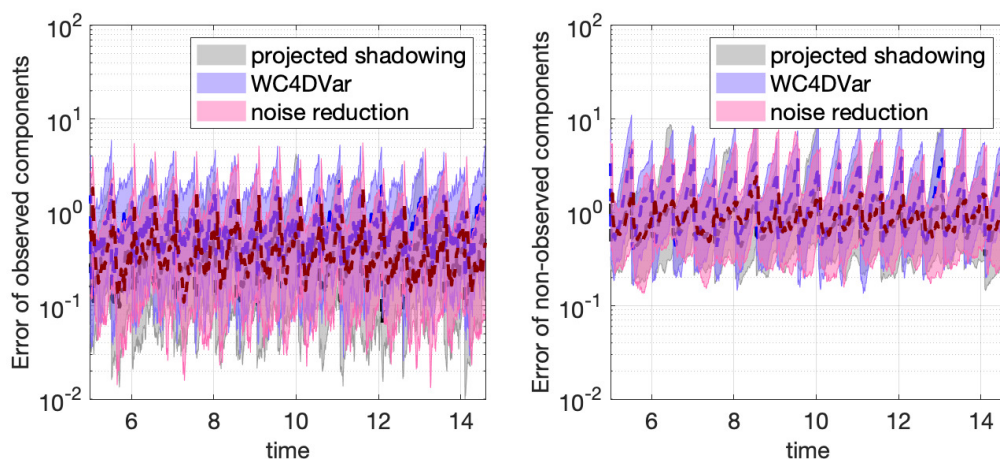 Error of observed components
10^2
10^1
10^0
10^-1
10^-2
projected shadowing
WC4DVar
noise reduction
6 8 10 12 14
time
Error of non-observed components
10^2
10^1
10^0
10^-1
10^-2
projected shadowing
WC4DVar
noise reduction
6 8 10 12 14
time